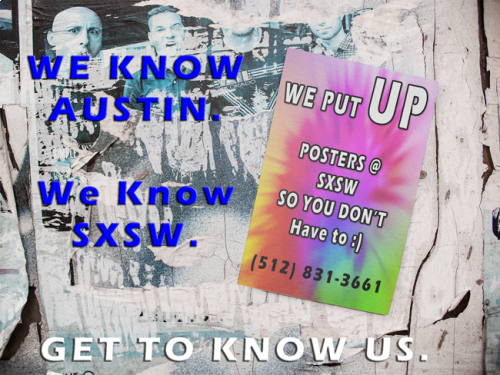 WE KNOW
AUSTIN.
We Know
SXSW.
WE PUT UP
POSTERS @
SXSW
SO YOU DON'T
Have to :]
(512) 831-3661
GET TO KNOW US.